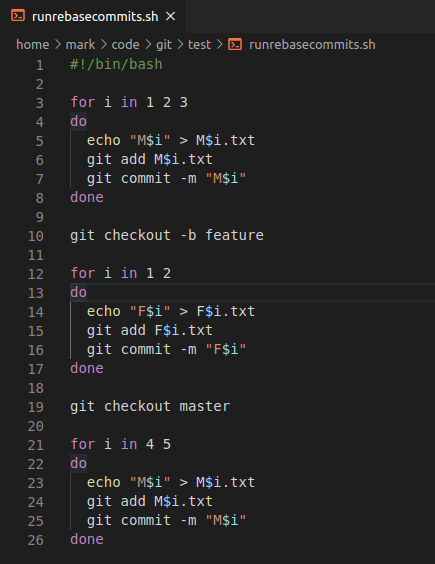 runrebasecommits.sh ×
home > mark > code > git > test > runrebasecommits.sh
1 #!/bin/bash
2
3 for i in 1 2 3
4 do
5   echo "M$i" > M$i.txt
6   git add M$i.txt
7   git commit -m "M$i"
8 done
9
10 git checkout -b feature
11
12 for i in 1 2
13 do
14   echo "F$i" > F$i.txt
15   git add F$i.txt
16   git commit -m "F$i"
17 done
18
19 git checkout master
20
21 for i in 4 5
22 do
23   echo "M$i" > M$i.txt
24   git add M$i.txt
25   git commit -m "M$i"
26 done